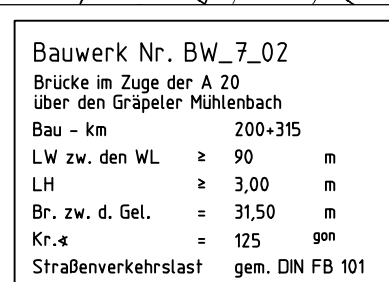 Bauwerk Nr. BW_7_02
Brücke im Zuge der A 20
über den Gräpeler Mühlenbach
Bau - km 200+315
LW zw. den WL ≥ 90 m
LH ≥ 3,00 m
Br. zw. d. Gel. = 31,50 m
Kr.∢ = 125 gon
Straßenverkehrslast gem. DIN FB 101